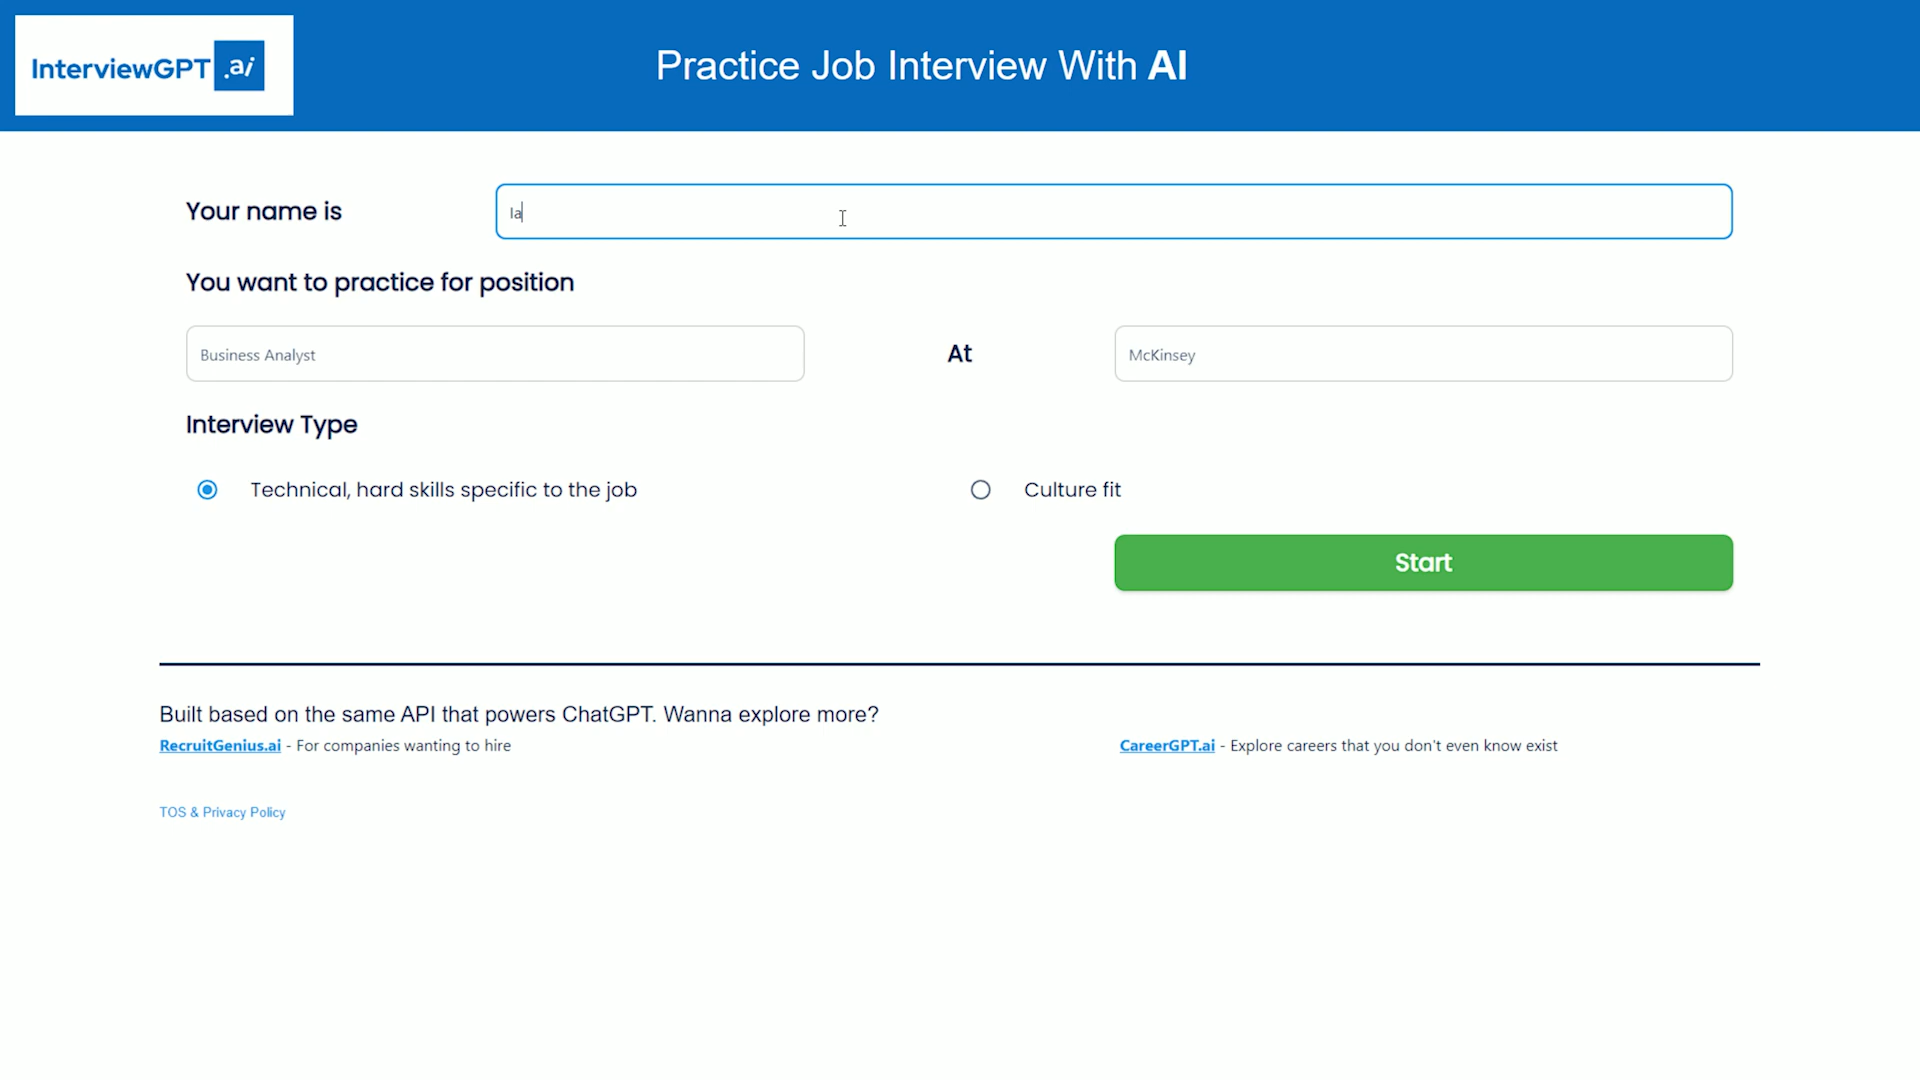 InterviewGPT .ai
Practice Job Interview With AI
Your name is
Ia
You want to practice for position
Business Analyst
At
McKinsey
Interview Type
Technical, hard skills specific to the job
Culture fit
Start
Built based on the same API that powers ChatGPT. Wanna explore more?
RecruitGenius.ai - For companies wanting to hire
CareerGPT.ai - Explore careers that you don't even know exist
TOS & Privacy Policy